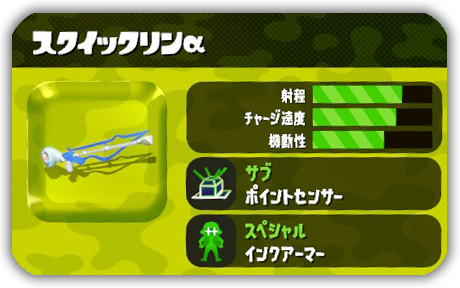 スクイックリンα
射程
チャージ速度
機動性
サブ
ポイントセンサー
スペシャル
インクアーマー